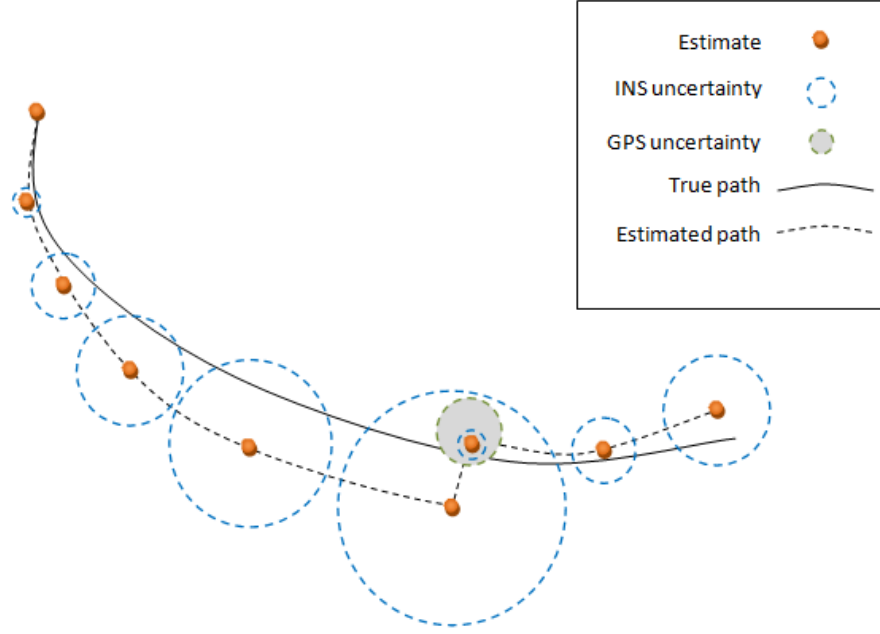 Estimate
INS uncertainty
GPS uncertainty
True path
Estimated path